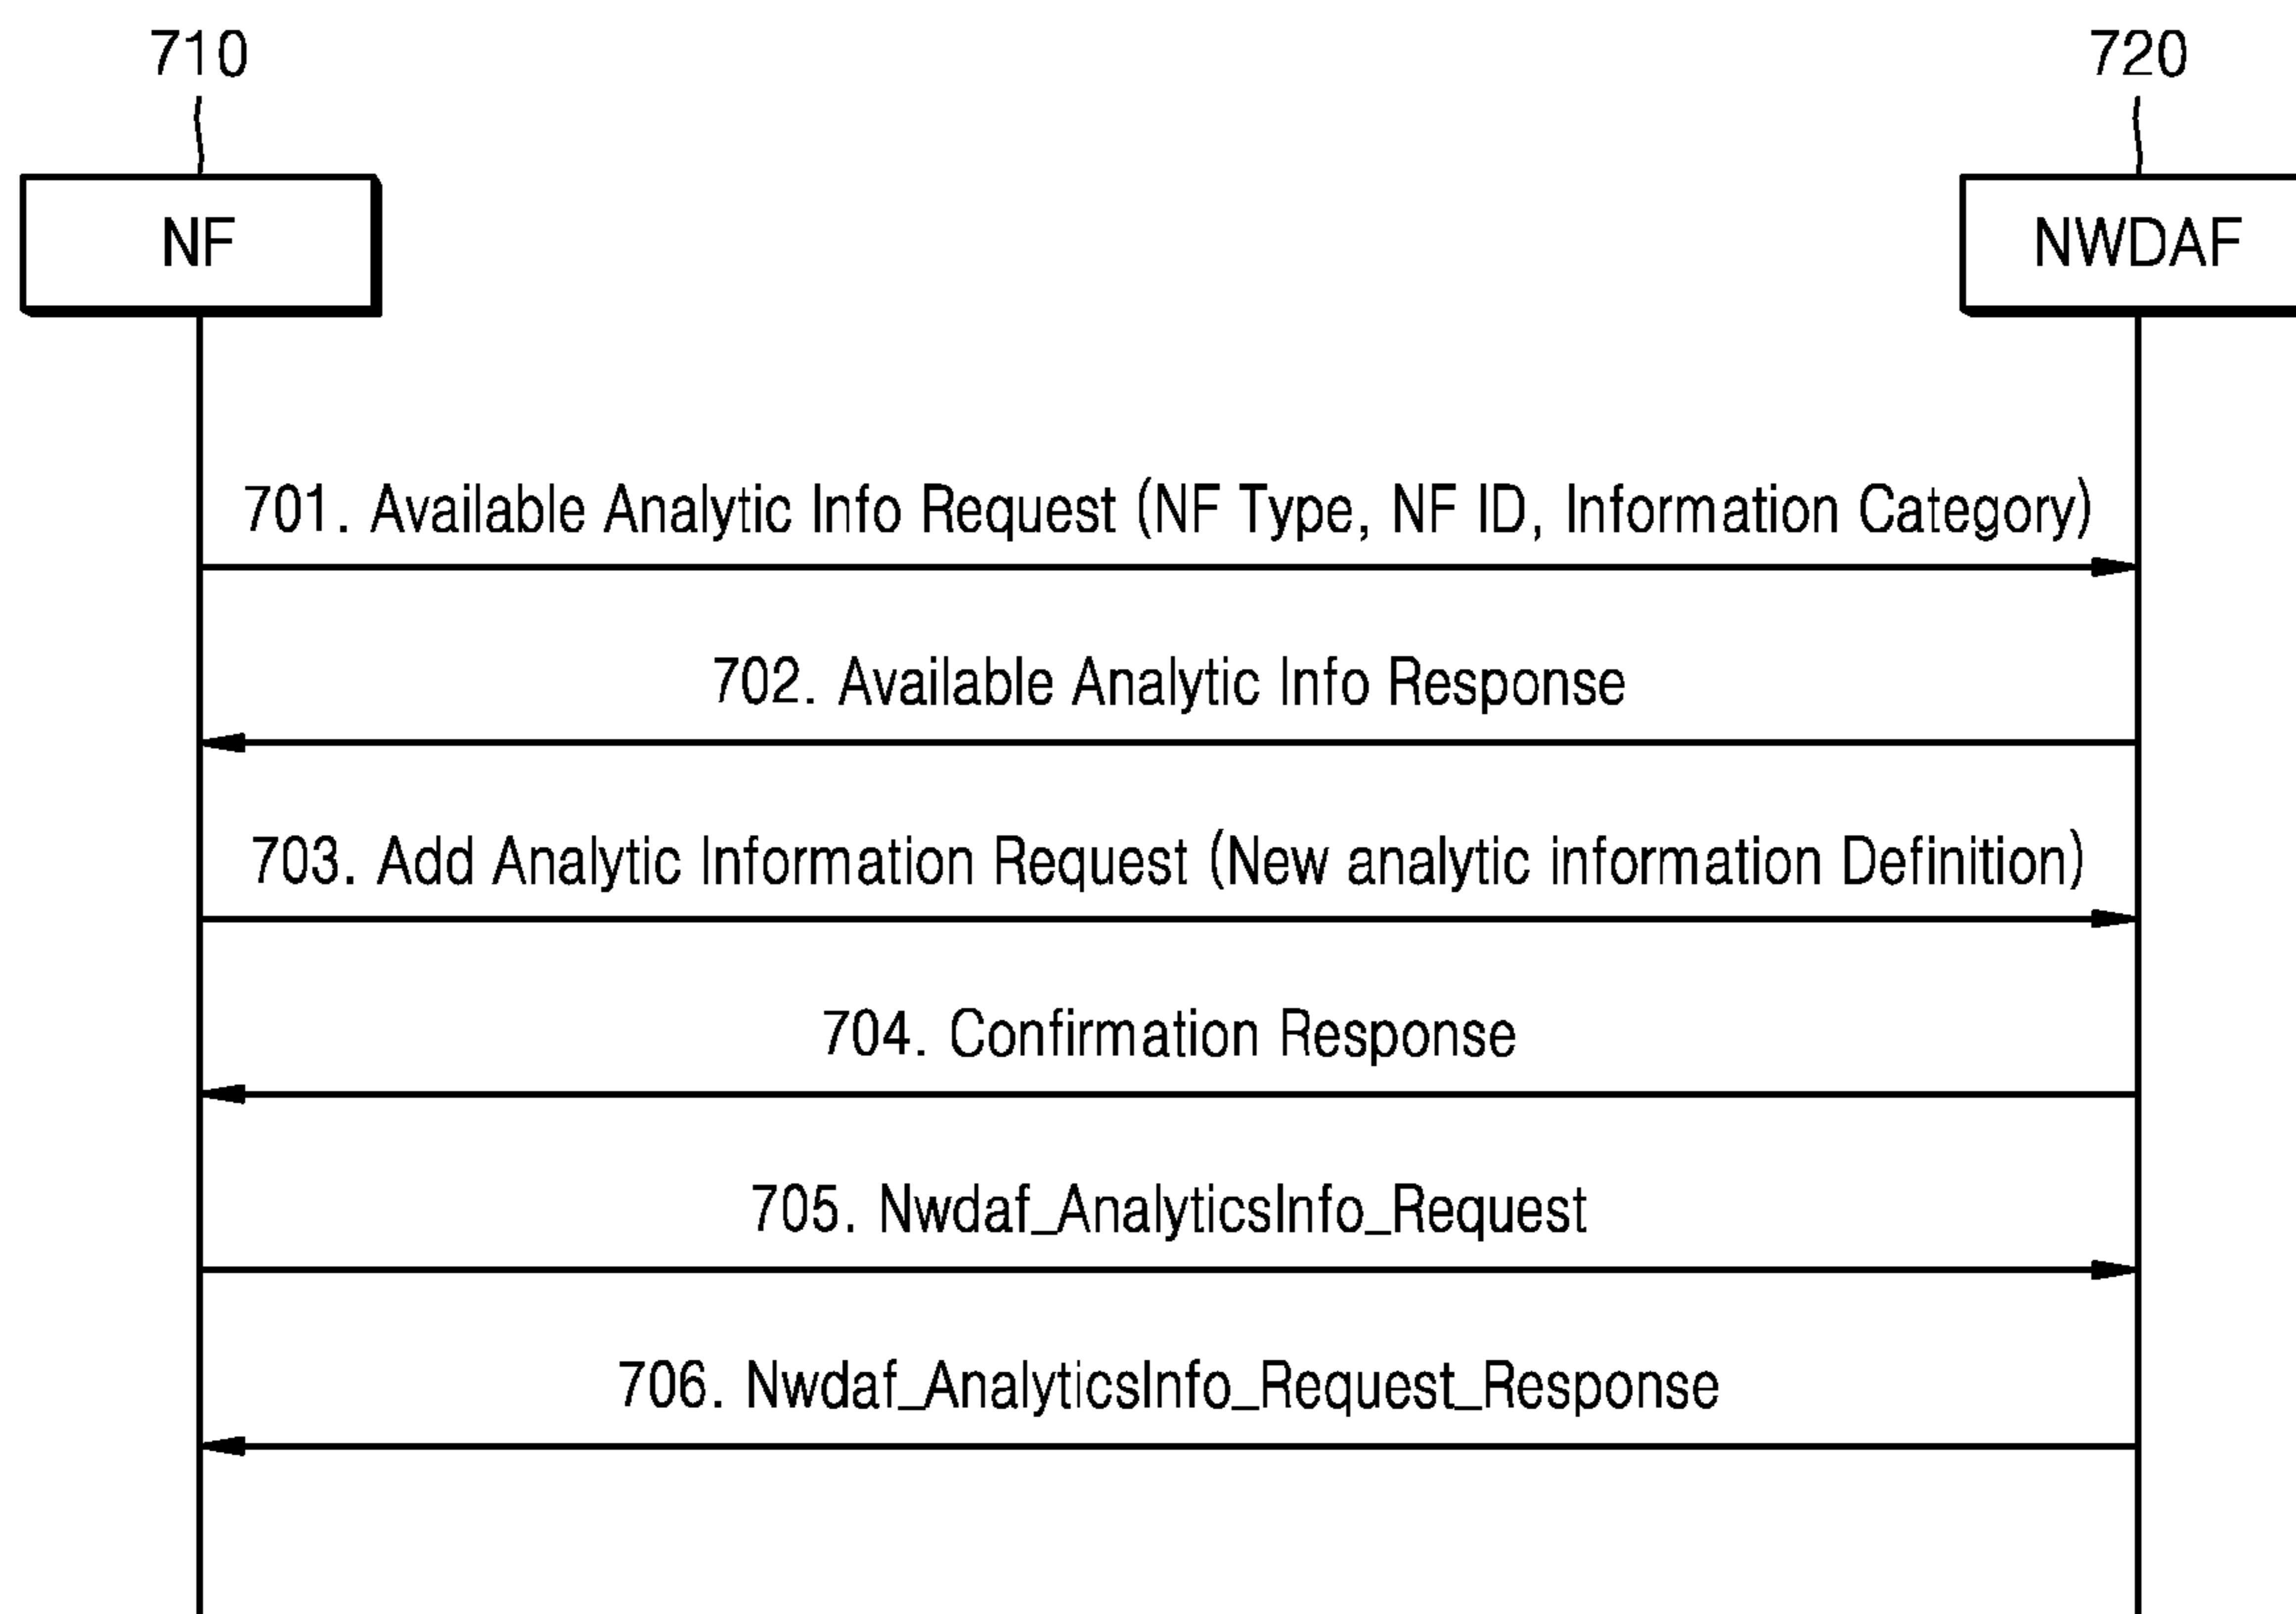 710
720
NF
NWDAF
701. Available Analytic Info Request (NF Type, NF ID, Information Category)
702. Available Analytic Info Response
703. Add Analytic Information Request (New analytic information Definition)
704. Confirmation Response
705. Nwdaf_AnalyticsInfo_Request
706. Nwdaf_AnalyticsInfo_Request_Response